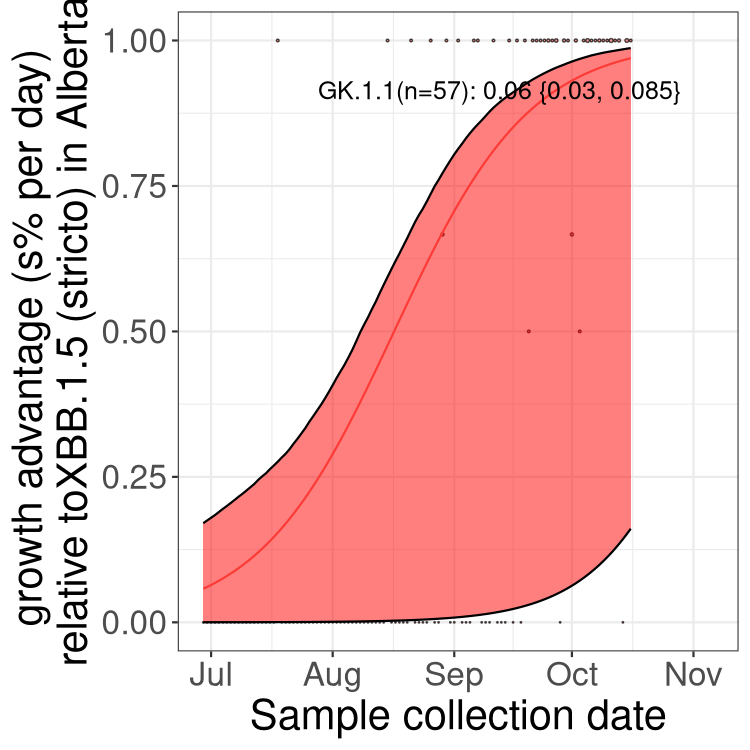 growth advantage (s% per day)
relative toXBB.1.5 (stricto) in Alberta
1.00
0.75
0.50
0.25
0.00
GK.1.1(n=57): 0.06 {0.03, 0.085}
Jul Aug Sep Oct Nov
Sample collection date